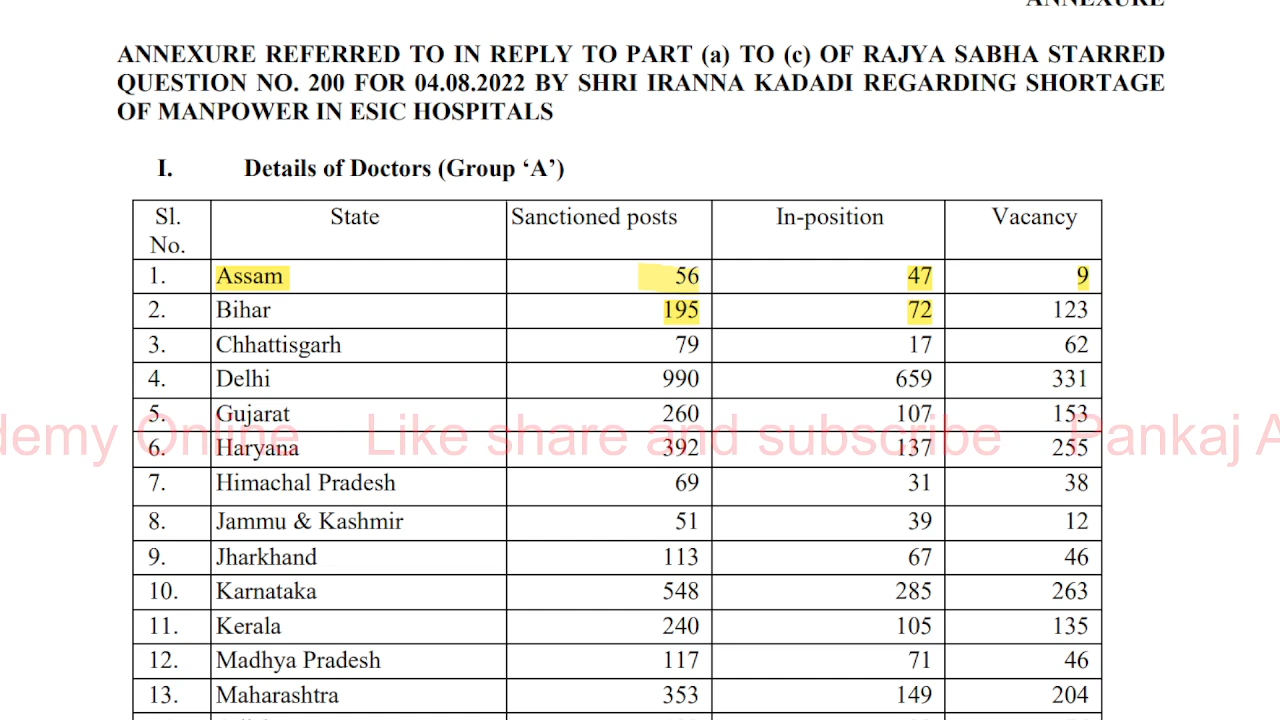 ANNEXURE
ANNEXURE REFERRED TO IN REPLY TO PART (a) TO (c) OF RAJYA SABHA STARRED
QUESTION NO. 200 FOR 04.08.2022 BY SHRI IRANNA KADADI REGARDING SHORTAGE
OF MANPOWER IN ESIC HOSPITALS
I. Details of Doctors (Group ‘A’)
Sl. No. State Sanctioned posts In-position Vacancy
1. Assam 56 47 9
2. Bihar 195 72 123
3. Chhattisgarh 79 17 62
4. Delhi 990 659 331
5. Gujarat 260 107 153
demy Online Like share and subscribe Pankaj A
6. Haryana 392 137 255
7. Himachal Pradesh 69 31 38
8. Jammu & Kashmir 51 39 12
9. Jharkhand 113 67 46
10. Karnataka 548 285 263
11. Kerala 240 105 135
12. Madhya Pradesh 117 71 46
13. Maharashtra 353 149 204